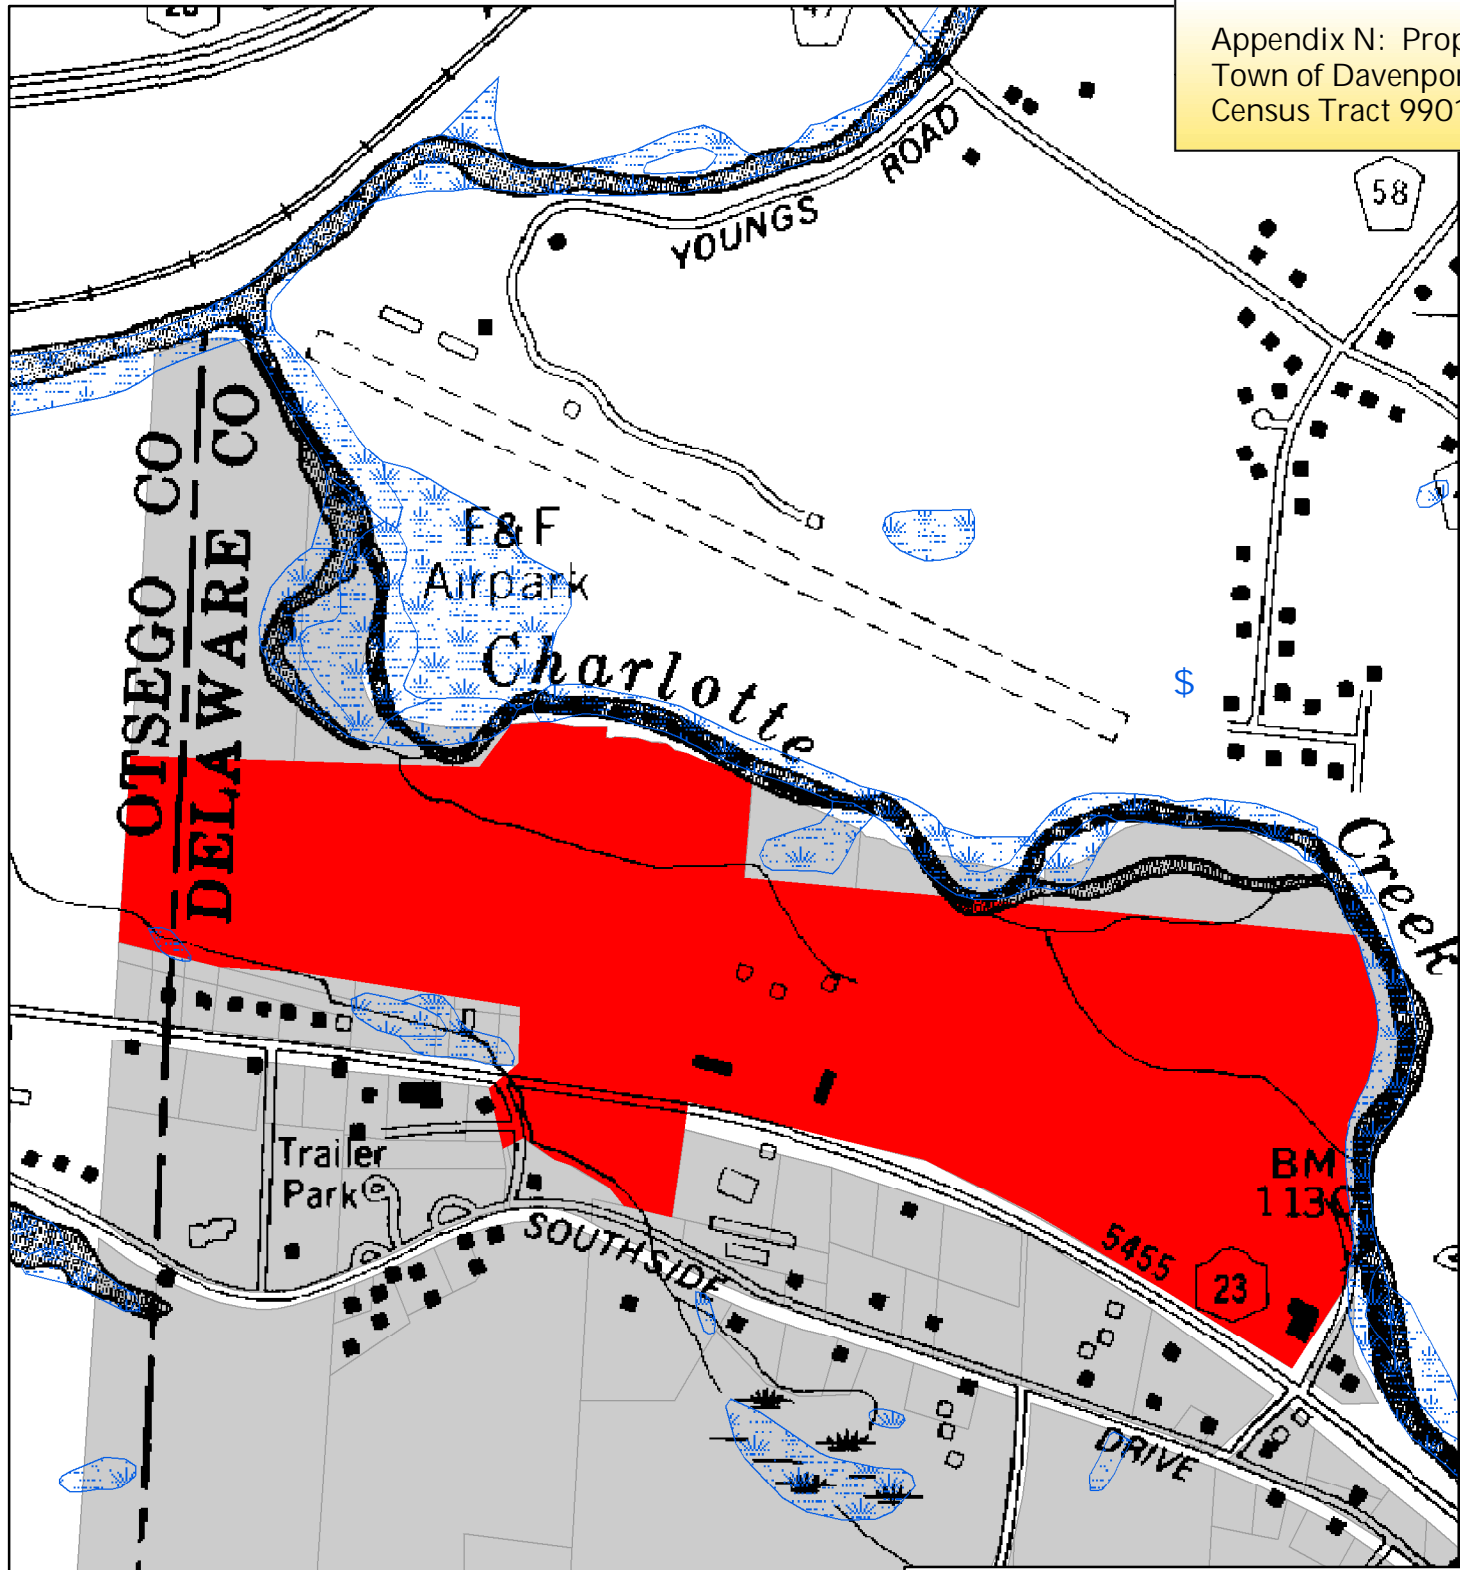 Appendix N: Prop
Town of Davenpor
Census Tract 9901
58
YOUNGS ROAD
OTSEGO CO
DELAWARE CO
F&F
Airpark
Charlotte Creek
$
Trailer
Park
SOUTHSIDE DRIVE
BM
1130
5455
23